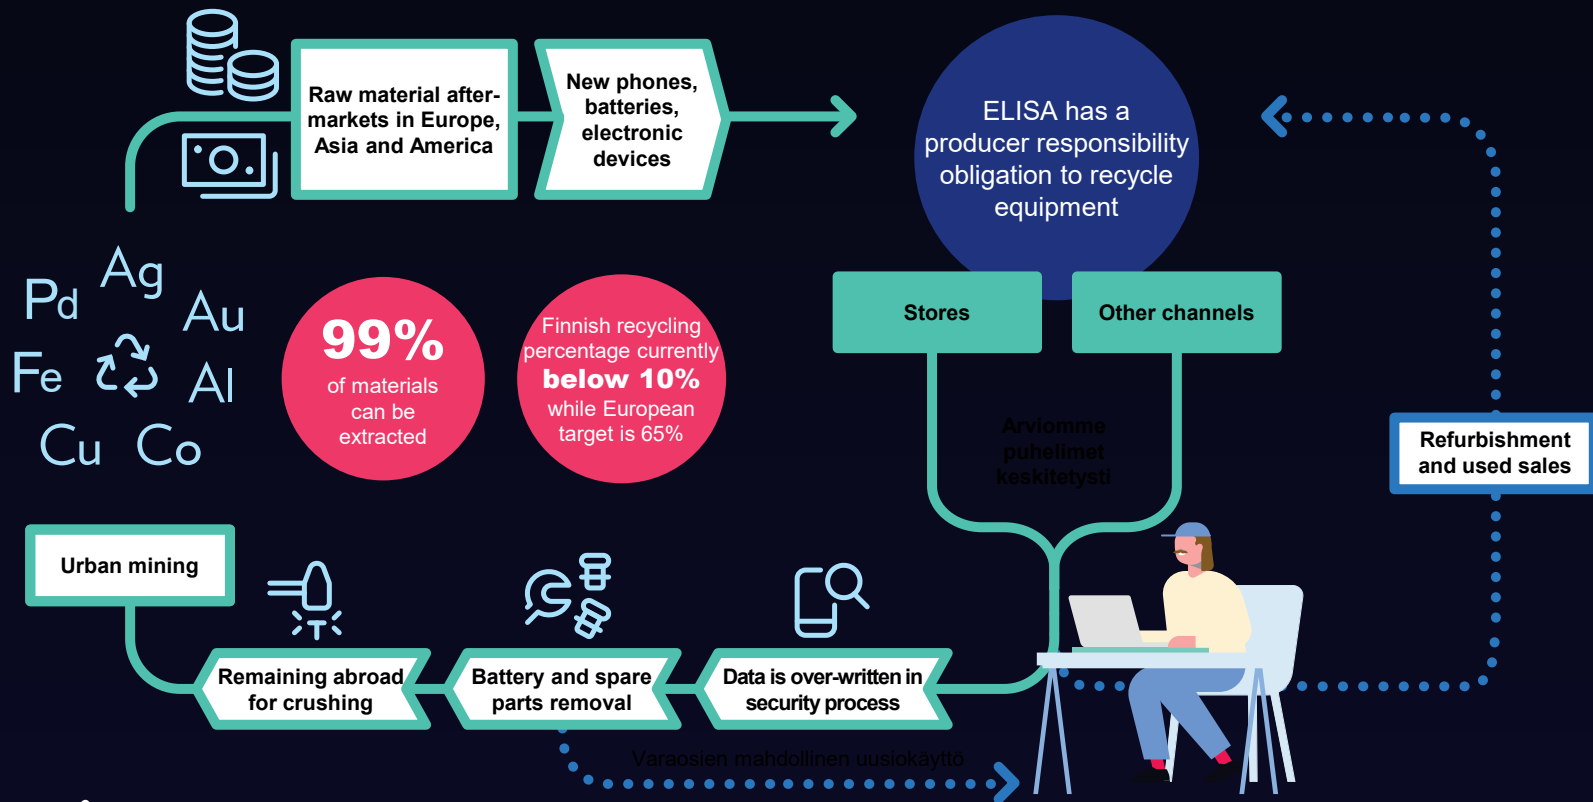 Raw material after-
markets in Europe,
Asia and America
New phones,
batteries,
electronic
devices
ELISA has a
producer responsibility
obligation to recycle
equipment
Stores
Other channels
Arviomme
puhelimet
keskitetysti
Refurbishment
and used sales
Ag
Pd
Au
Fe
Al
Cu
Co
99%
of materials
can be
extracted
Finnish recycling
percentage currently
below 10%
while European
target is 65%
Urban mining
Remaining abroad
for crushing
Battery and spare
parts removal
Data is over-written in
security process
Varaosien mahdollinen uusiokäyttö